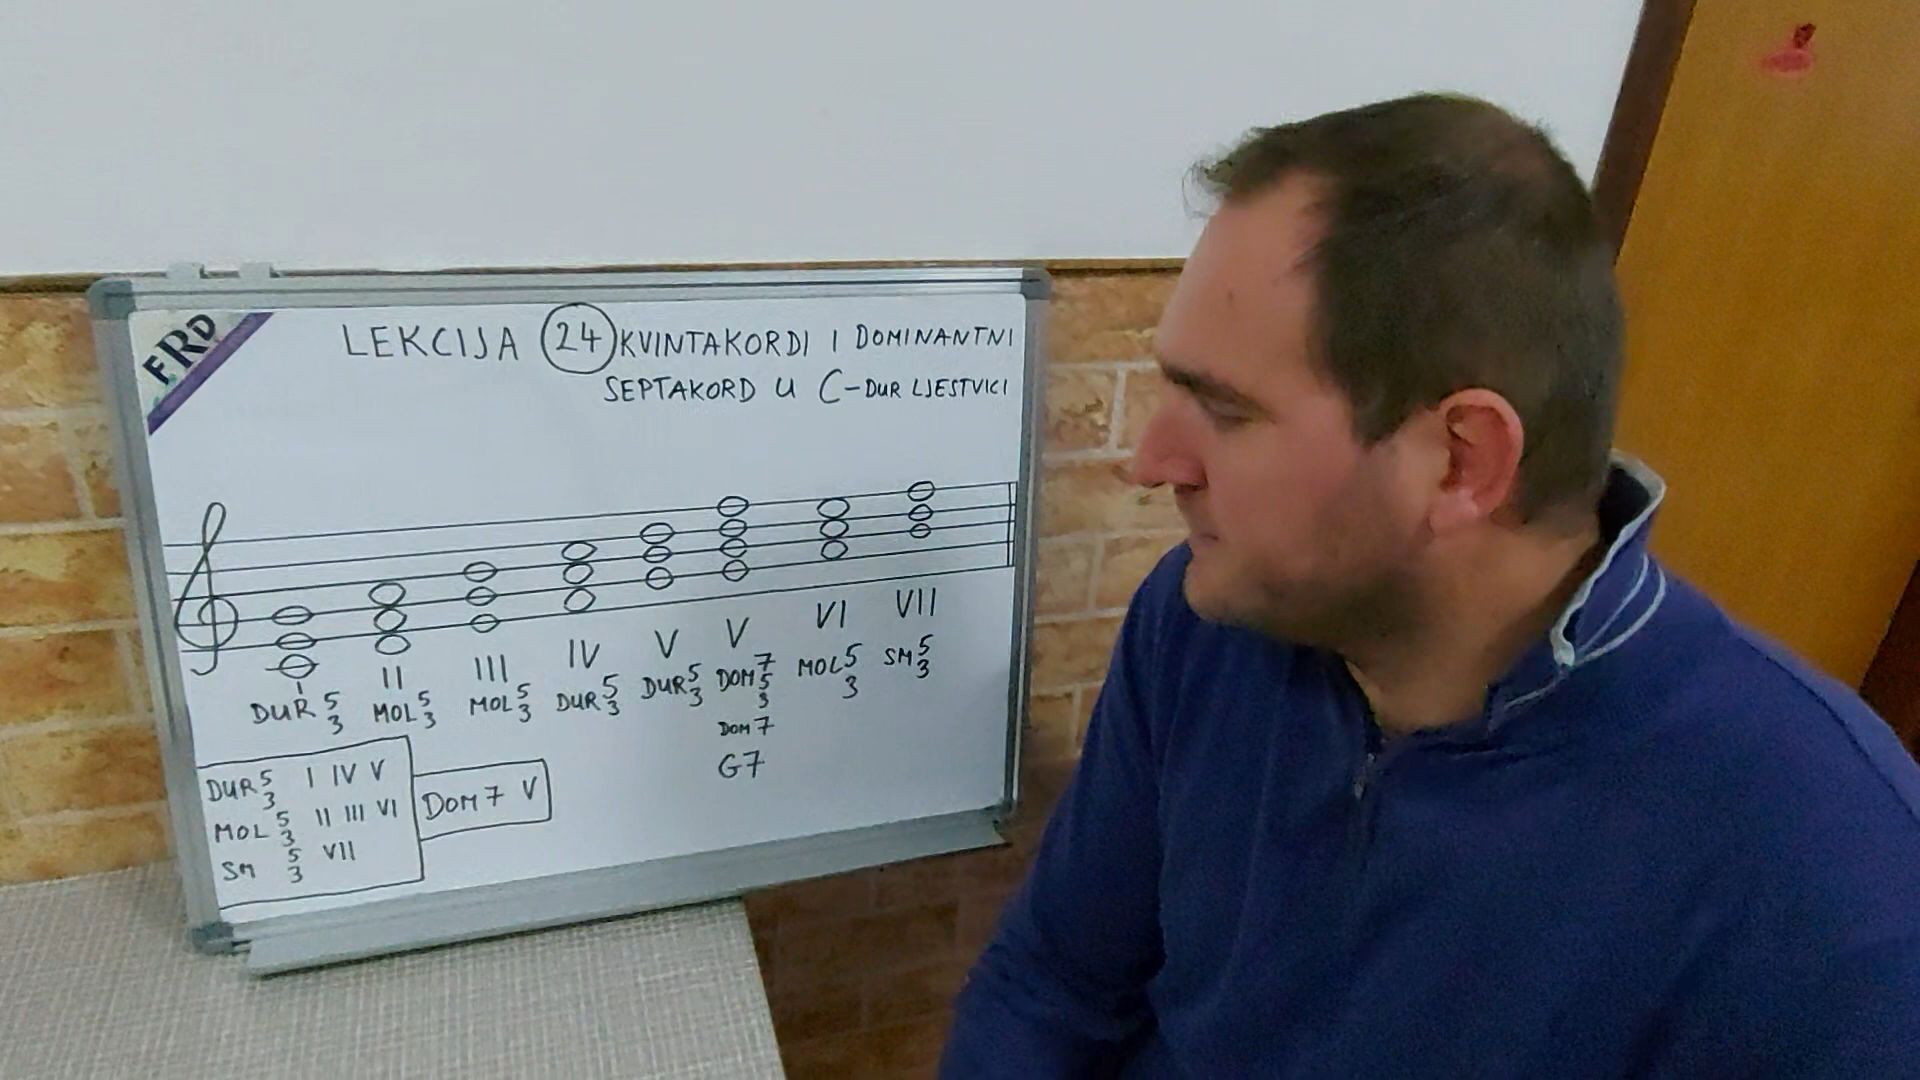 FRD
LEKCIJA 24 KVINTAKORDI I DOMINANTNI
SEPTAKORD U C-DUR LJESTVICI
I II III IV V V VI VII
DUR 5 3 MOL 5 3 MOL 5 3 DUR 5 3 DUR 5 3 DOM 7 5 3 MOL 5 3 SM 5 3
DOM 7
G7
DUR 5 3 I IV V
MOL 5 3 II III VI
SM 5 3 VII
DOM 7 V